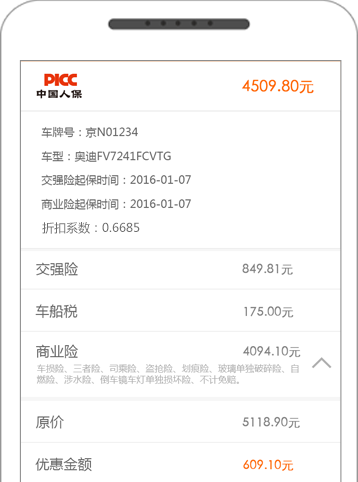 PICC
中国人保
4509.80元
车牌号：京N01234
车型：奥迪FV7241FCVTG
交强险起保时间：2016-01-07
商业险起保时间：2016-01-07
折扣系数：0.6685
交强险 849.81元
车船税 175.00元
商业险 4094.10元
车损险、三者险、司乘险、盗抢险、划痕险、玻璃单独破碎险、自
燃险、涉水险、倒车镜车灯单独损坏险、不计免赔。
原价 5118.90元
优惠金额 609.10元